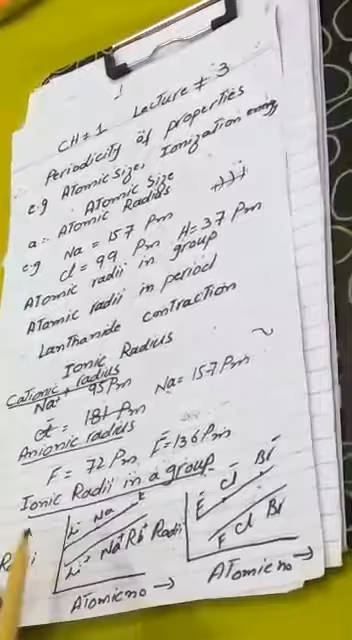 CH # 1 Lecture # 3
Periodicity of properties
e.g Atomic size, Ionization
Atomic Size
a:- Atomic Radius
e.g Na = 157 Pm
Cl = 99 Pm H = 37 Pm
Atomic radii in group
Atomic radii in period
Lanthanide contraction
Ionic Radius
Cationic radius
Na⁺ 95 Pm Na = 157 Pm
181 Pm
Anionic radius
F = 72 Pm F̄ = 136 Pm
Ionic Radii in a group
Li Na K
Li⁺ Na⁺ Rb⁺ Radii
F̄ Cl̄ Br̄
F Cl Br
Atomic no → Atomic no →